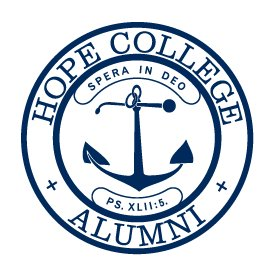 HOPE COLLEGE
SPERA IN DEO
PS. XLII:5.
ALUMNI